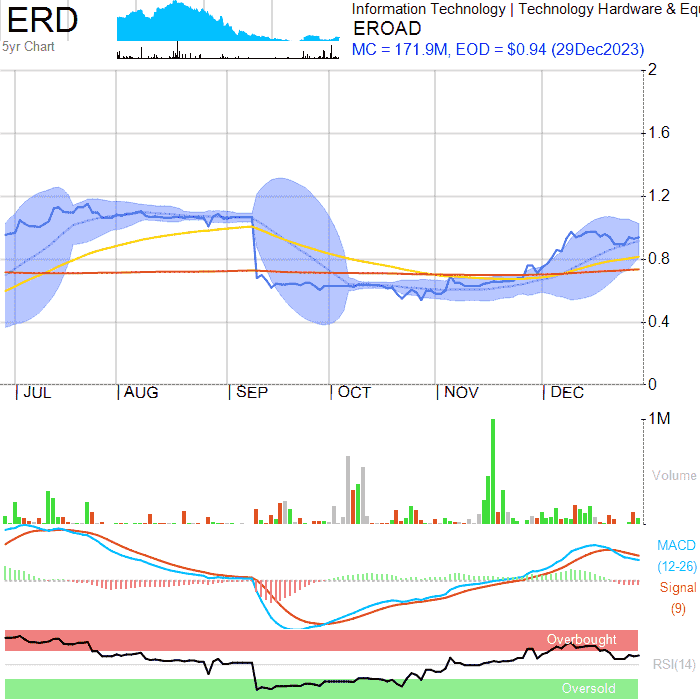 ERD
5yr Chart
Information Technology | Technology Hardware & Equ
EROAD
MC = 171.9M, EOD = $0.94 (29Dec2023)
2
1.6
1.2
0.8
0.4
0
JUL AUG SEP OCT NOV DEC
1M
Volume
MACD
(12-26)
Signal
(9)
Overbought
RSI(14)
Oversold